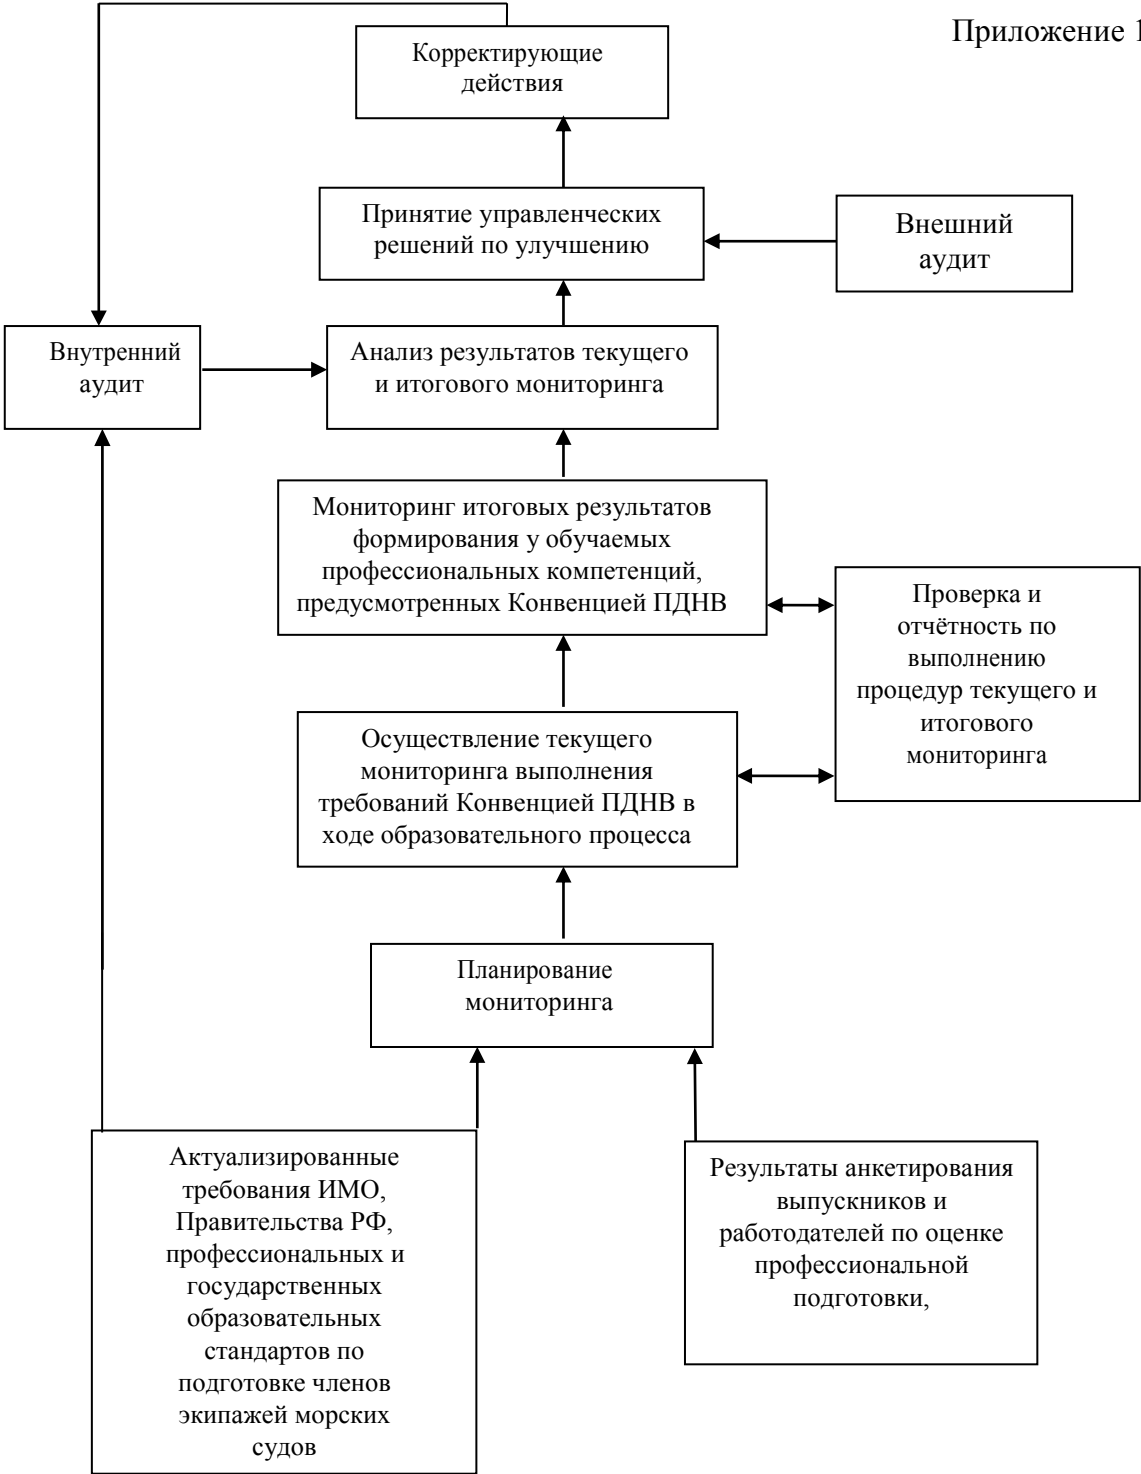 Приложение 1
Корректирующие
действия
Принятие управленческих
решений по улучшению
Внешний
аудит
Внутренний
аудит
Анализ результатов текущего
и итогового мониторинга
Мониторинг итоговых результатов
формирования у обучаемых
профессиональных компетенций,
предусмотренных Конвенцией ПДНВ
Проверка и
отчётность по
выполнению
процедур текущего и
итогового
мониторинга
Осуществление текущего
мониторинга выполнения
требований Конвенцией ПДНВ в
ходе образовательного процесса
Планирование
мониторинга
Актуализированные
требования ИМО,
Правительства РФ,
профессиональных и
государственных
образовательных
стандартов по
подготовке членов
экипажей морских
судов
Результаты анкетирования
выпускников и
работодателей по оценке
профессиональной
подготовки,